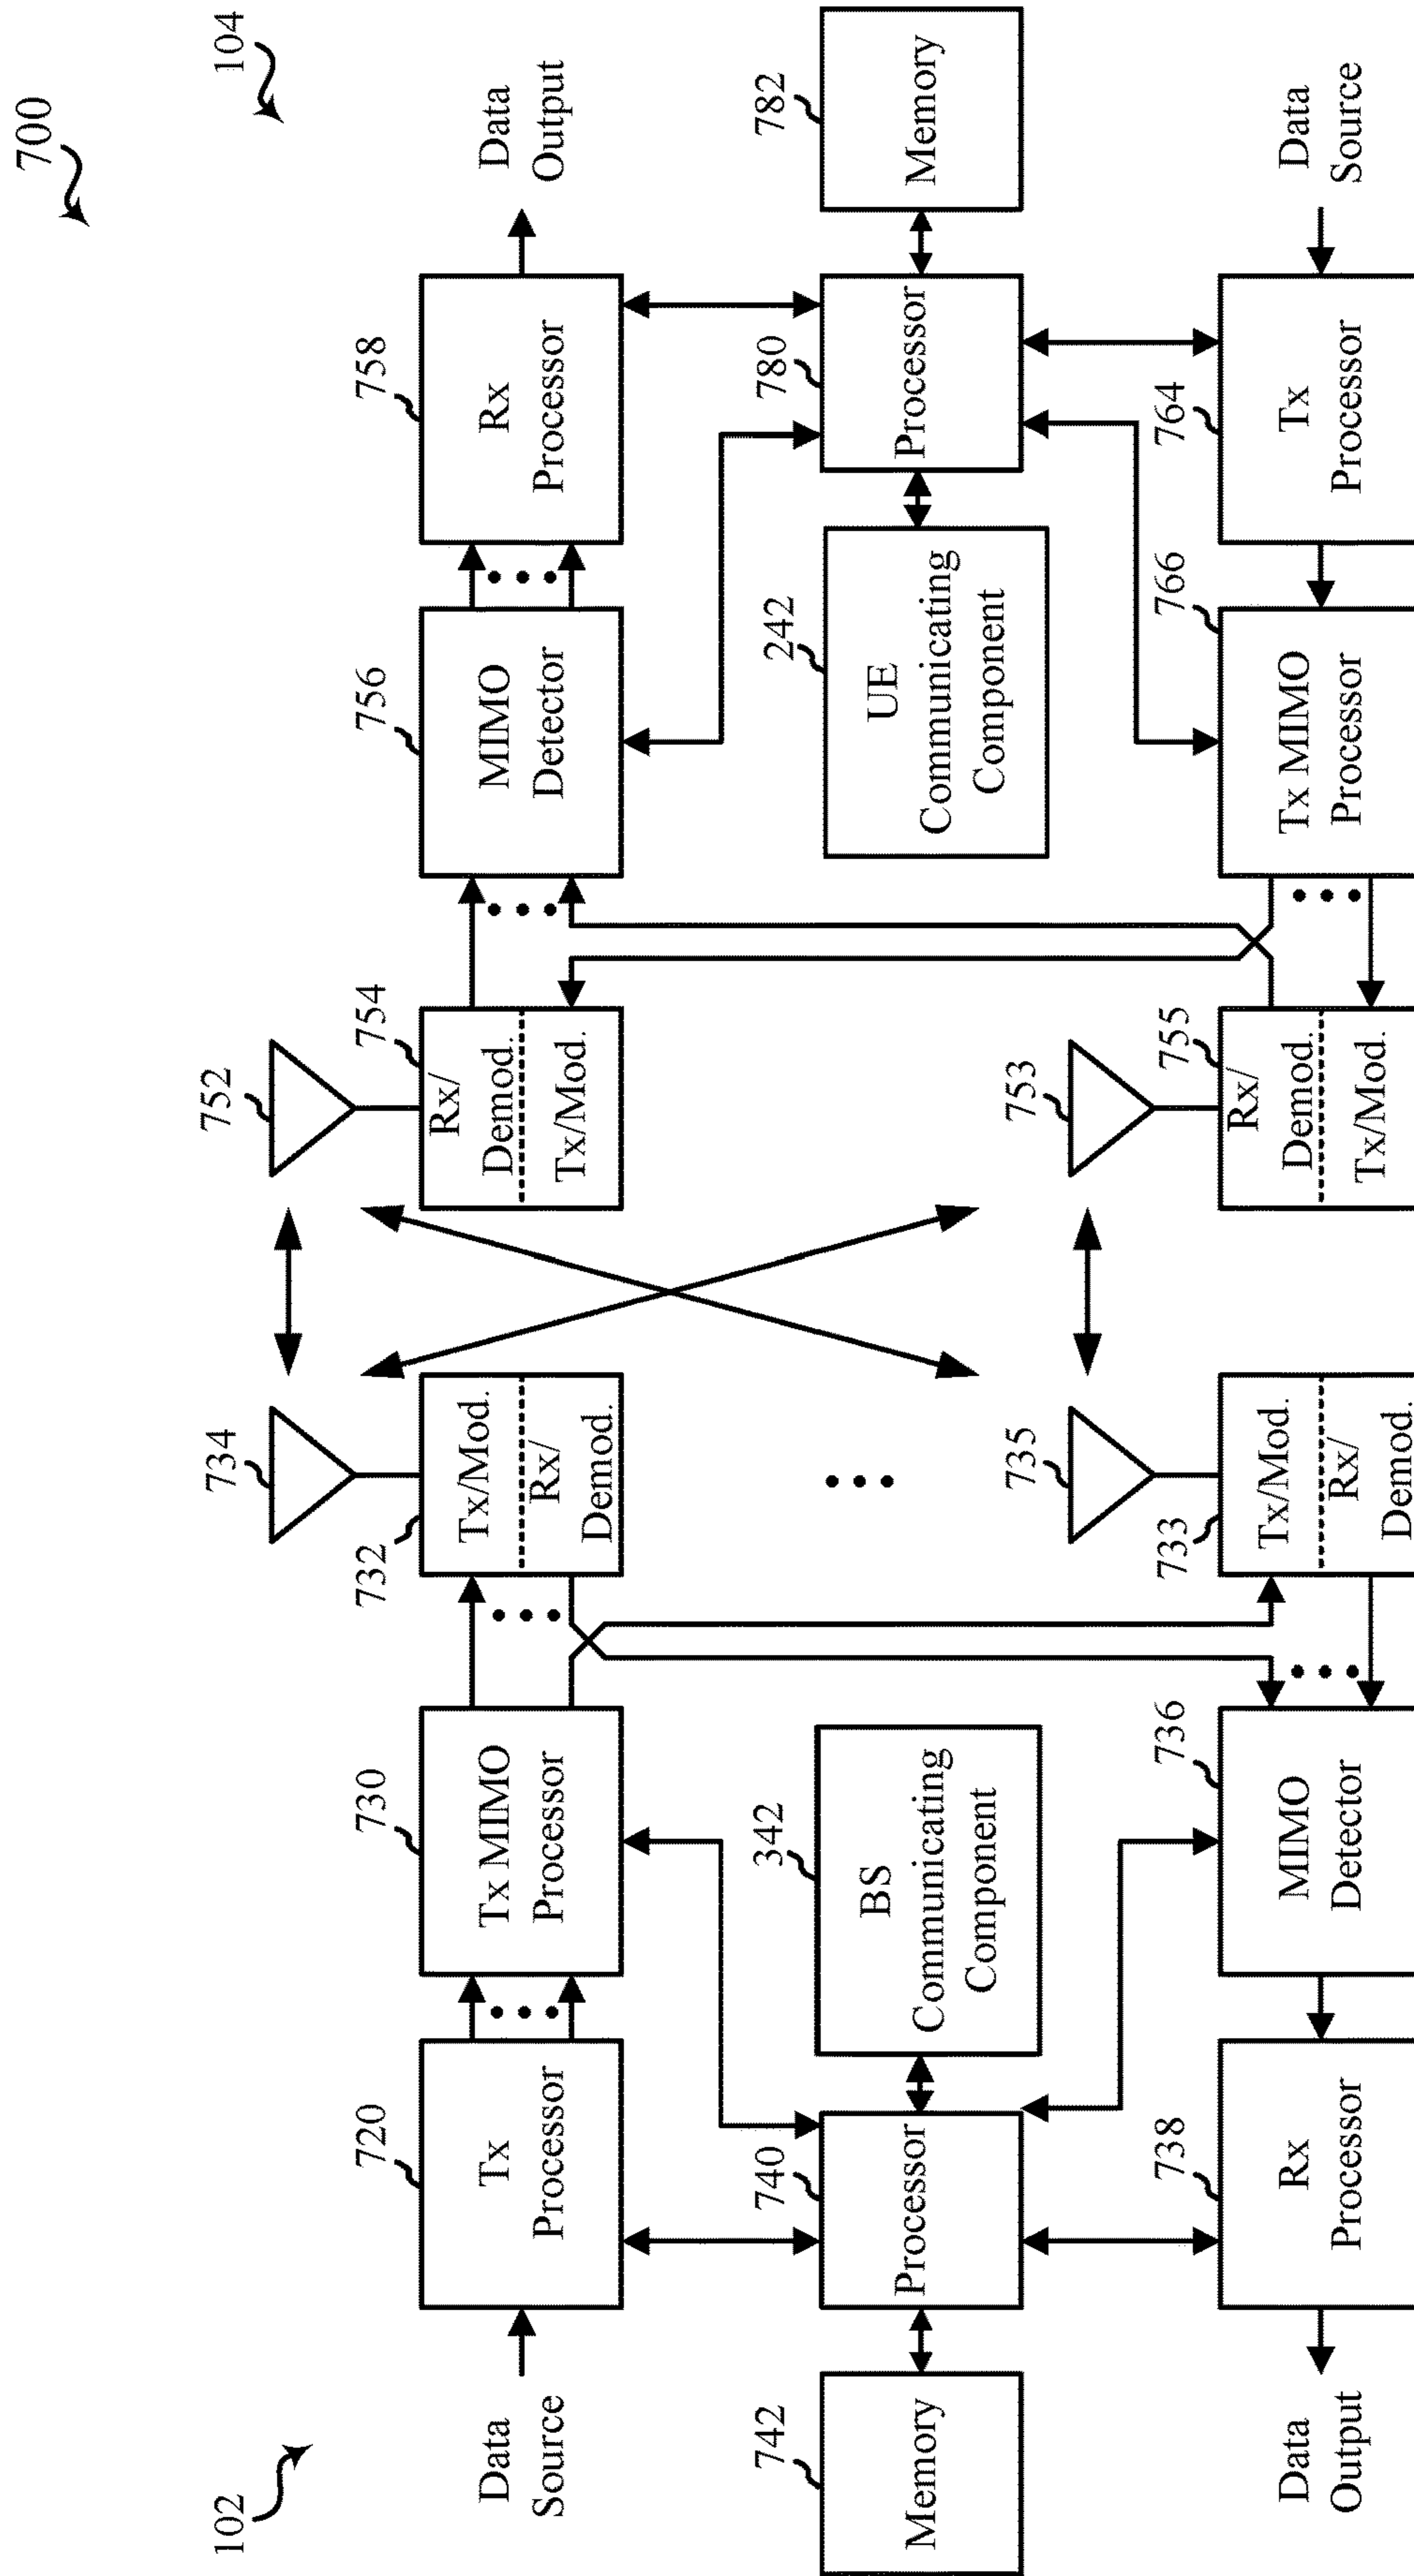 700
102
104
734
752
720
730
732
754
756
758
Data
Source
Tx
Processor
Tx MIMO
Processor
Tx/Mod.
Rx/
Demod.
Rx/
Demod.
Tx/Mod.
MIMO
Detector
Rx
Processor
Data
Output
742
740
342
242
780
782
Memory
Processor
BS
Communicating
Component
UE
Communicating
Component
Processor
Memory
735
753
738
736
733
755
766
764
Data
Output
Rx
Processor
MIMO
Detector
Tx/Mod.
Rx/
Demod.
Rx/
Demod.
Tx/Mod.
Tx MIMO
Processor
Tx
Processor
Data
Source